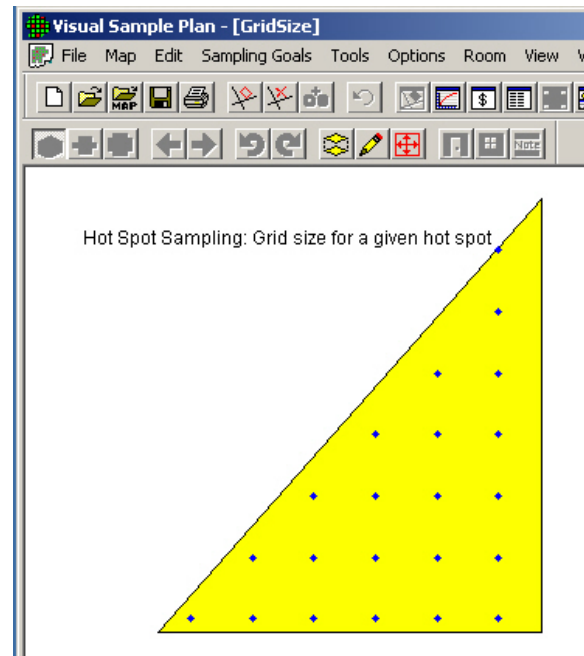 Visual Sample Plan - [GridSize]
File Map Edit Sampling Goals Tools Options Room View
MAP $
Note
Hot Spot Sampling: Grid size for a given hot spot